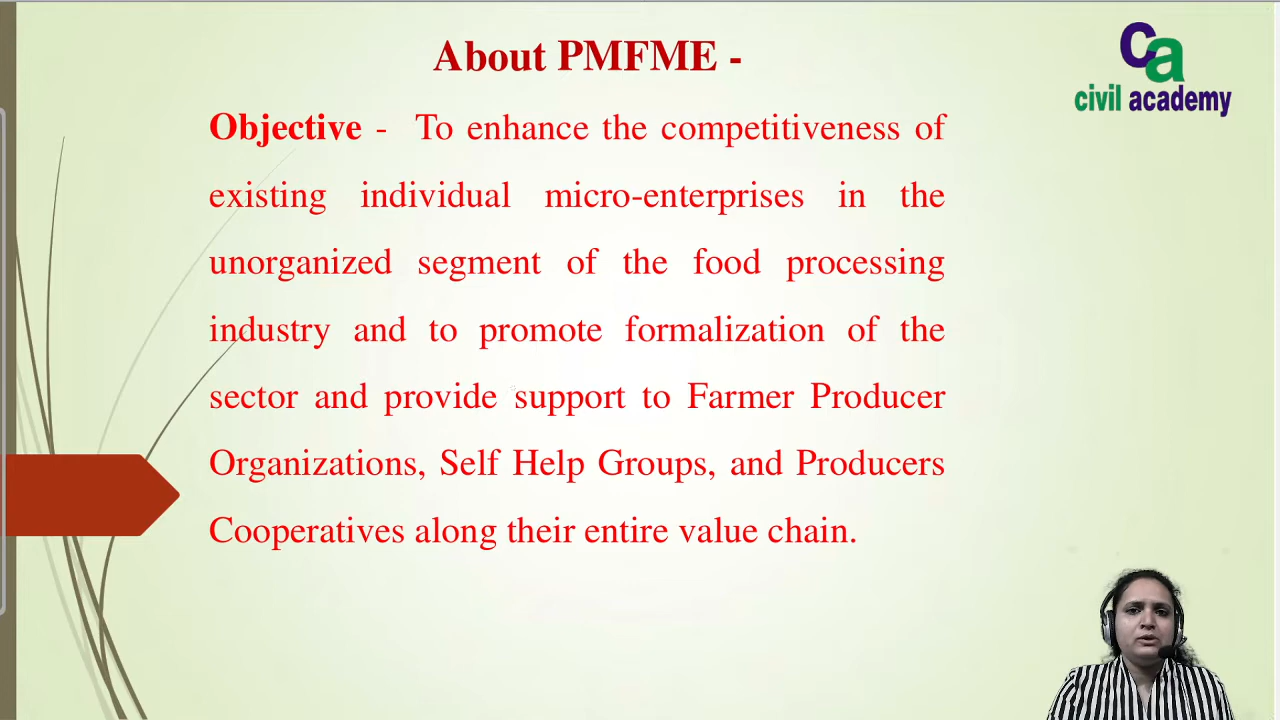 About PMFME -
ca
civil academy
Objective - To enhance the competitiveness of
existing individual micro-enterprises in the
unorganized segment of the food processing
industry and to promote formalization of the
sector and provide support to Farmer Producer
Organizations, Self Help Groups, and Producers
Cooperatives along their entire value chain.